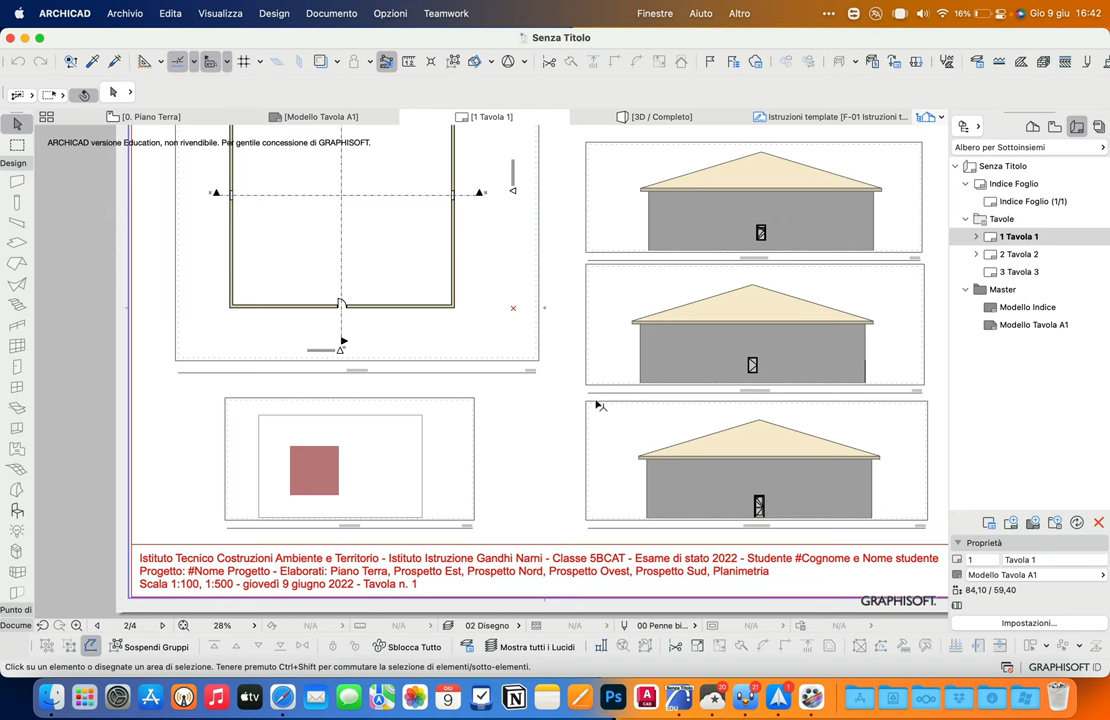 ARCHICAD Archivio Edita Visualizza Design Documento Opzioni Teamwork Finestre Aiuto Altro 16% Gio 9 giu 16:42
Senza Titolo
[0. Piano Terra] [Modello Tavola A1] [1 Tavola 1] [3D / Completo] Istruzioni template [F-01 Istruzioni t...
ARCHICAD versione Education, non rivendibile. Per gentile concessione di GRAPHISOFT.
Design
Albero per Sottoinsiemi
Senza Titolo
Indice Foglio
Indice Foglio (1/1)
Tavole
1 Tavola 1
2 Tavola 2
3 Tavola 3
Master
Modello Indice
Modello Tavola A1
Proprietà
1 Tavola 1
Modello Tavola A1
84,10 / 59,40
Impostazioni...
Istituto Tecnico Costruzioni Ambiente e Territorio - Istituto Istruzione Gandhi Narni - Classe 5BCAT - Esame di stato 2022 - Studente #Cognome e Nome studente
Progetto: #Nome Progetto - Elaborati: Piano Terra, Prospetto Est, Prospetto Nord, Prospetto Ovest, Prospetto Sud, Planimetria
Scala 1:100, 1:500 - giovedì 9 giugno 2022 - Tavola n. 1
GRAPHISOFT.
Punto di
Docume 2/4 28% N/A N/A 02 Disegno N/A 00 Penne bi... N/A N/A
Sospendi Gruppi Sblocca Tutto Mostra tutti i Lucidi
Click su un elemento o disegnate un area di selezione. Tenere premuto Ctrl+Shift per commutare la selezione di elementi/sotto-elementi.
GRAPHISOFT ID